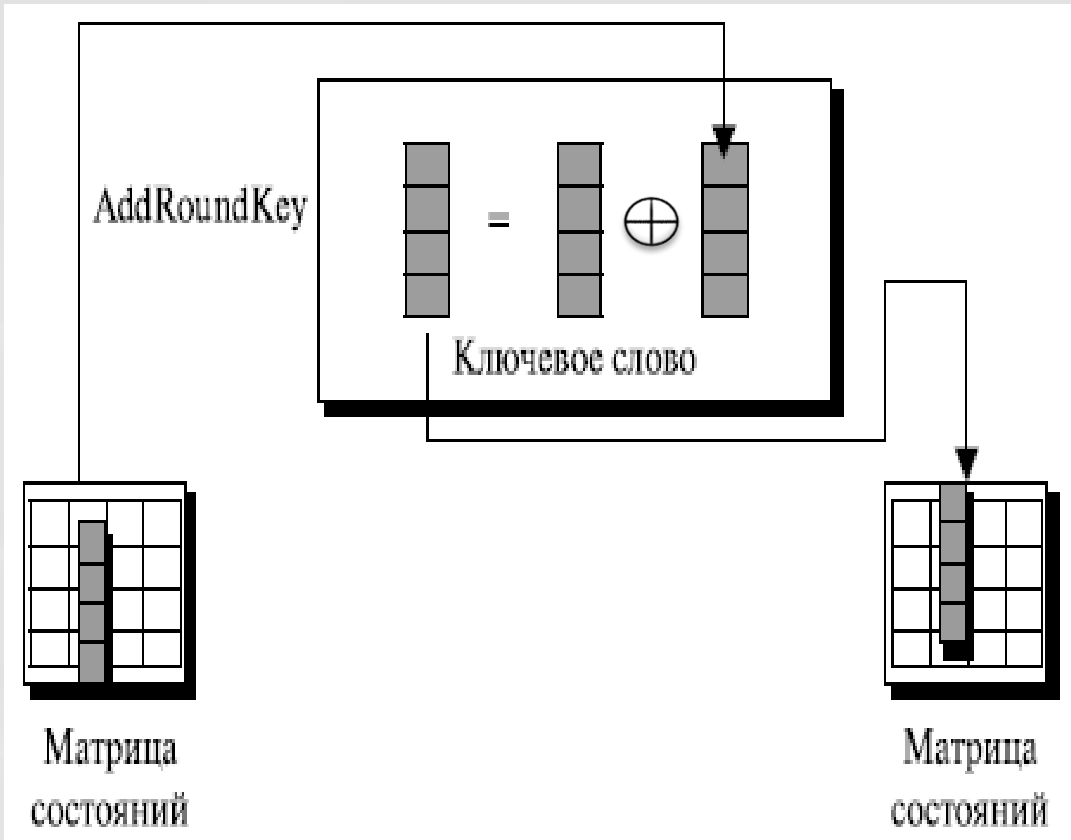 AddRoundKey
=
Ключевое слово
Матрица
состояний
Матрица
состояний